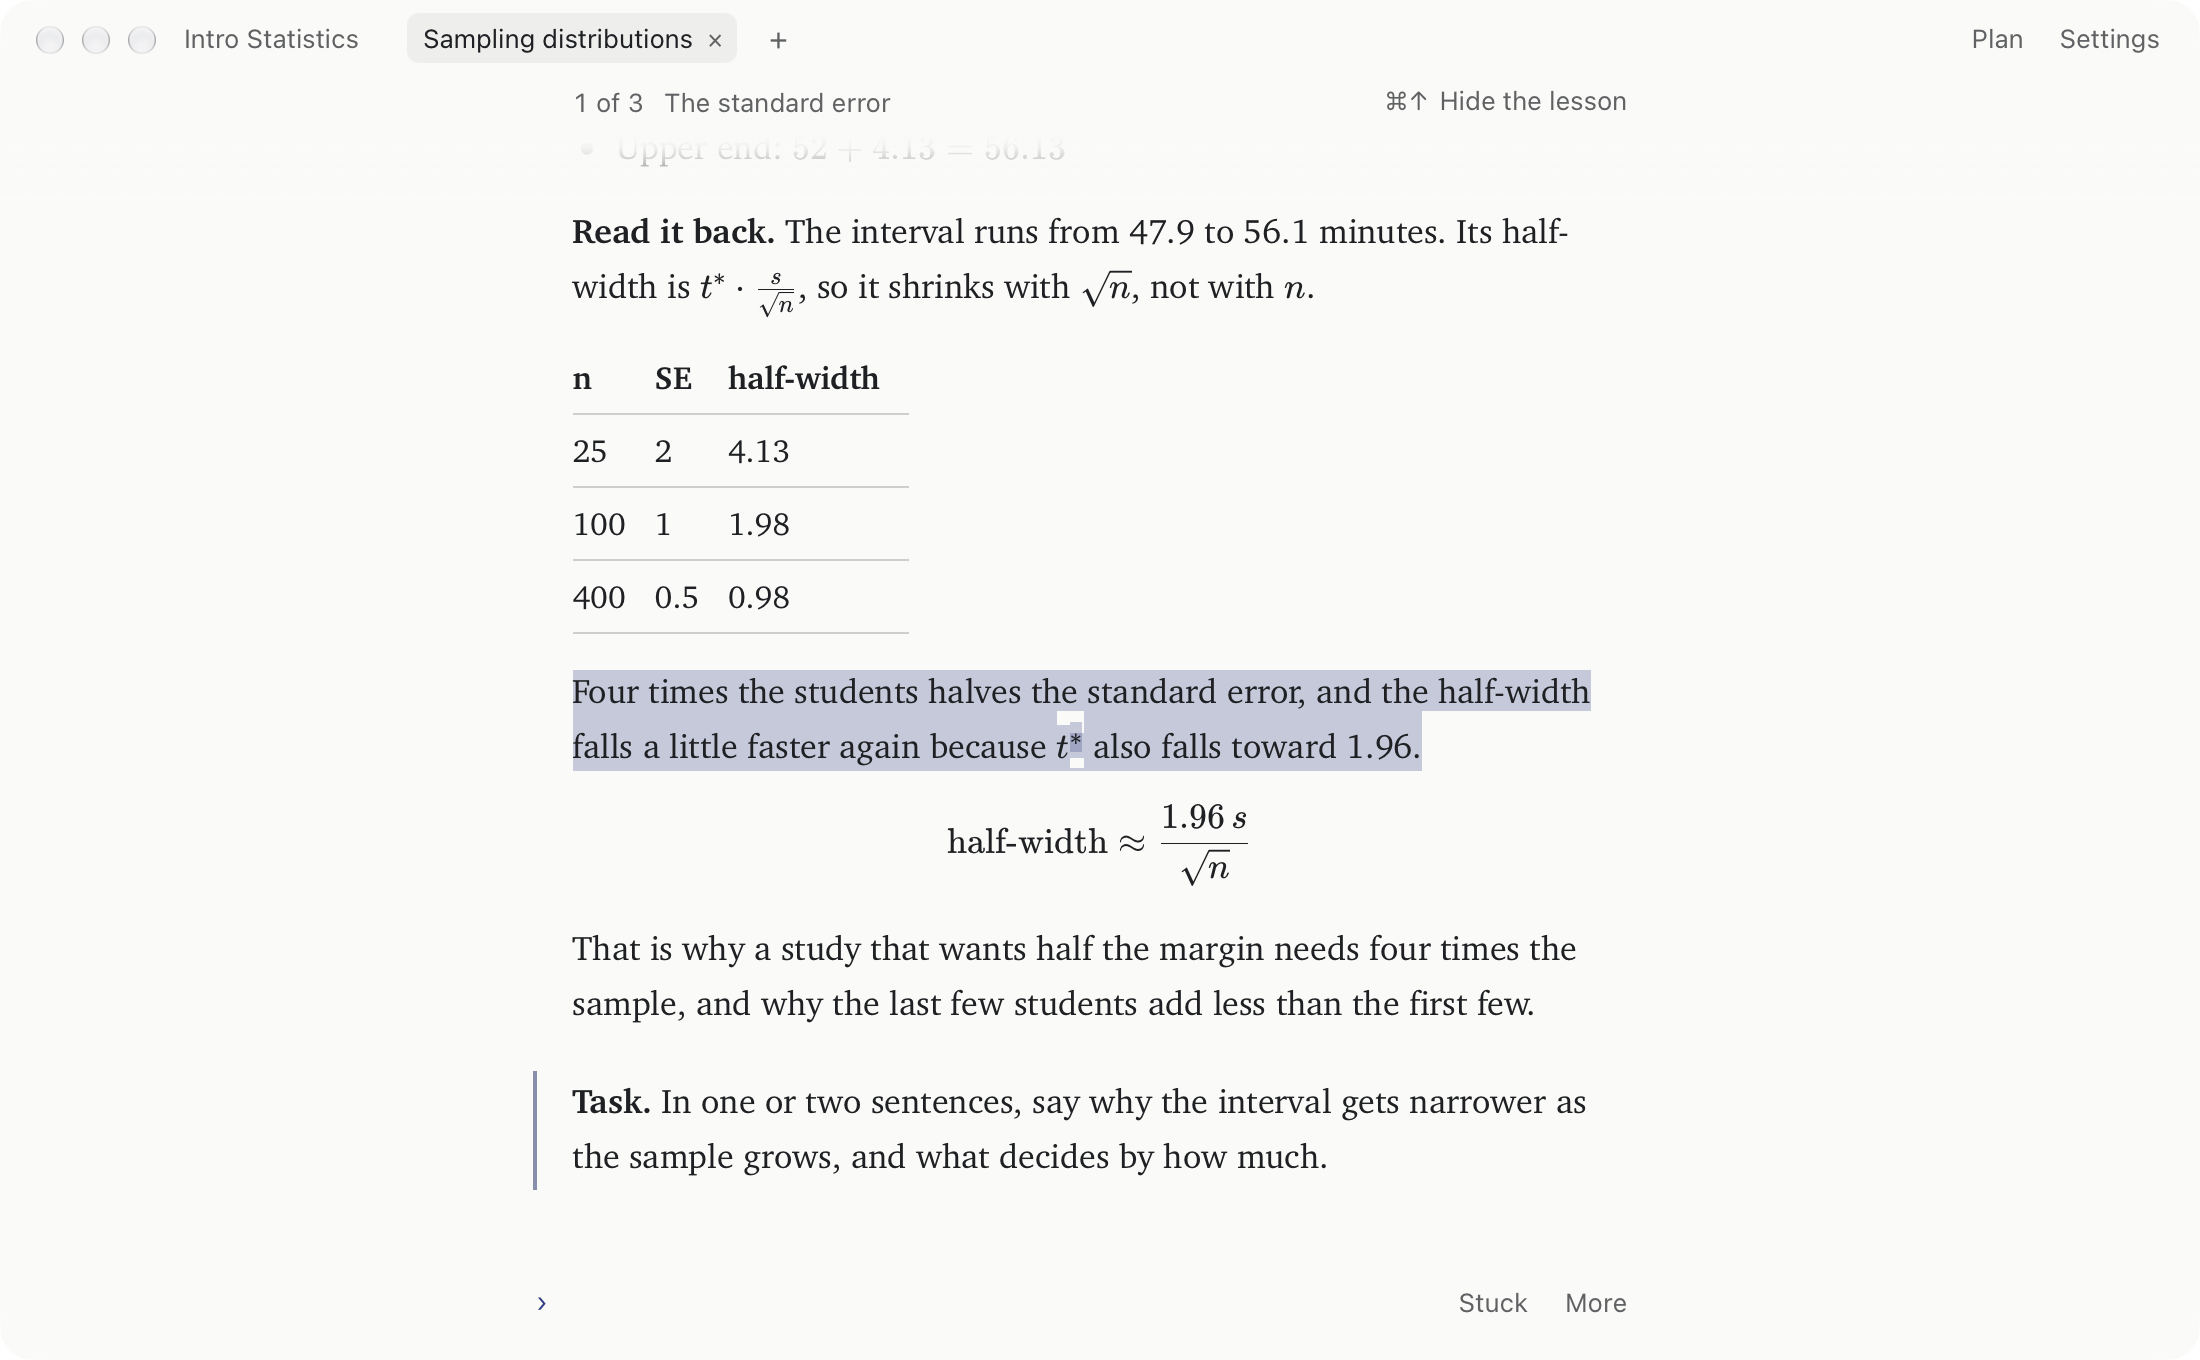 Intro Statistics
Sampling distributions ×
+
Plan Settings
1 of 3 The standard error
⌘↑ Hide the lesson
• Upper end: 52 + 4.13 = 56.13
Read it back. The interval runs from 47.9 to 56.1 minutes. Its half-
width is t* · s/√n, so it shrinks with √n, not with n.
n SE half-width
25 2 4.13
100 1 1.98
400 0.5 0.98
Four times the students halves the standard error, and the half-width
falls a little faster again because t* also falls toward 1.96.
half-width ≈ 1.96 s/√n
That is why a study that wants half the margin needs four times the
sample, and why the last few students add less than the first few.
Task. In one or two sentences, say why the interval gets narrower as
the sample grows, and what decides by how much.
›
Stuck More